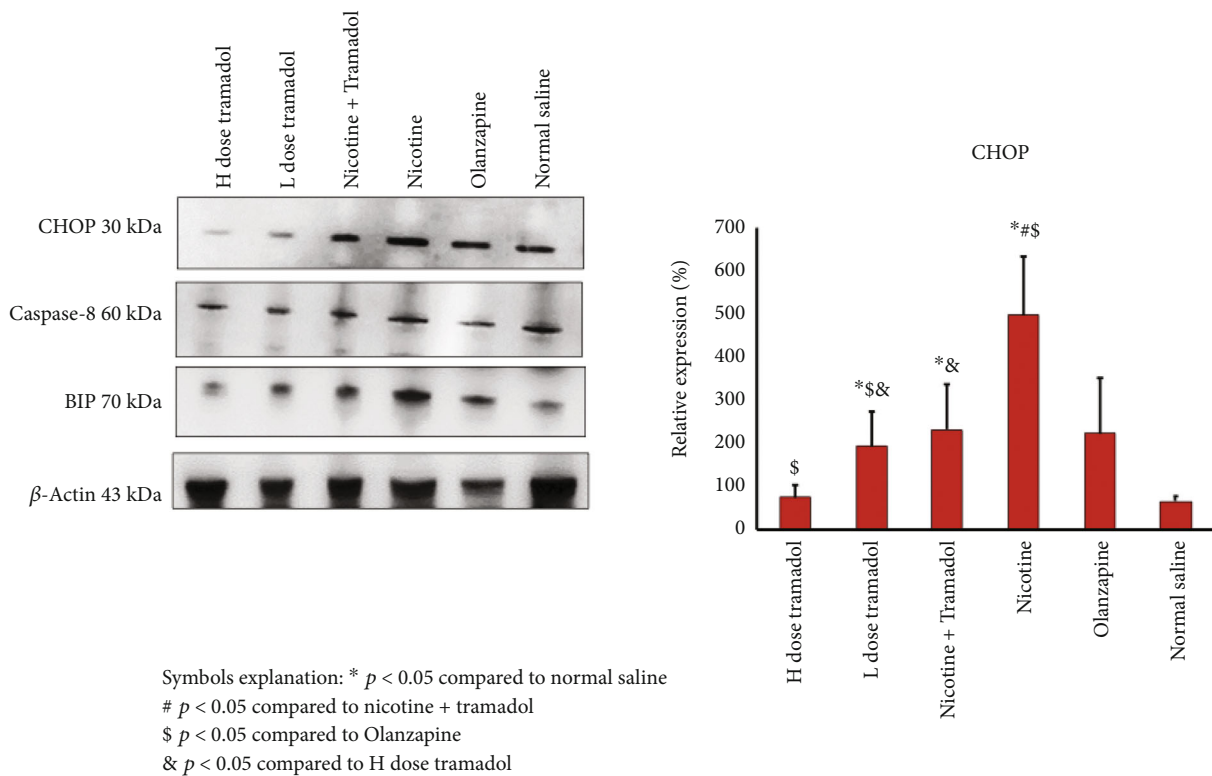 H dose tramadol
L dose tramadol
Nicotine + Tramadol
Nicotine
Olanzapine
Normal saline
CHOP 30 kDa
Caspase-8 60 kDa
BIP 70 kDa
β-Actin 43 kDa
CHOP
Relative expression (%)
700
600
500
400
300
200
100
0
$
*$&
*&
*#$
H dose tramadol
L dose tramadol
Nicotine + Tramadol
Nicotine
Olanzapine
Normal saline
Symbols explanation: * p < 0.05 compared to normal saline
# p < 0.05 compared to nicotine + tramadol
$ p < 0.05 compared to Olanzapine
& p < 0.05 compared to H dose tramadol